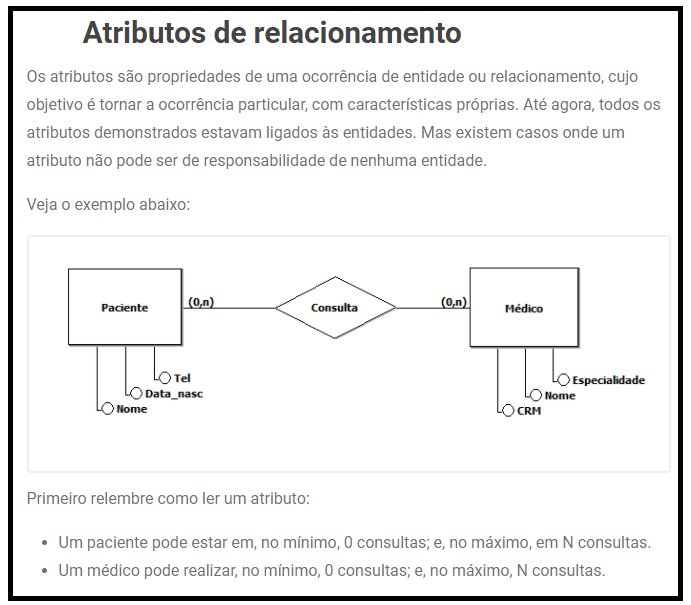 Atributos de relacionamento
Os atributos são propriedades de uma ocorrência de entidade ou relacionamento, cujo
objetivo é tornar a ocorrência particular, com características próprias. Até agora, todos os
atributos demonstrados estavam ligados às entidades. Mas existem casos onde um
atributo não pode ser de responsabilidade de nenhuma entidade.
Veja o exemplo abaixo:
Paciente
(0,n)
Consulta
(0,n)
Médico
Tel
Data_nasc
Nome
Especialidade
Nome
CRM
Primeiro relembre como ler um atributo:
• Um paciente pode estar em, no mínimo, 0 consultas; e, no máximo, em N consultas.
• Um médico pode realizar, no mínimo, 0 consultas; e, no máximo, N consultas.